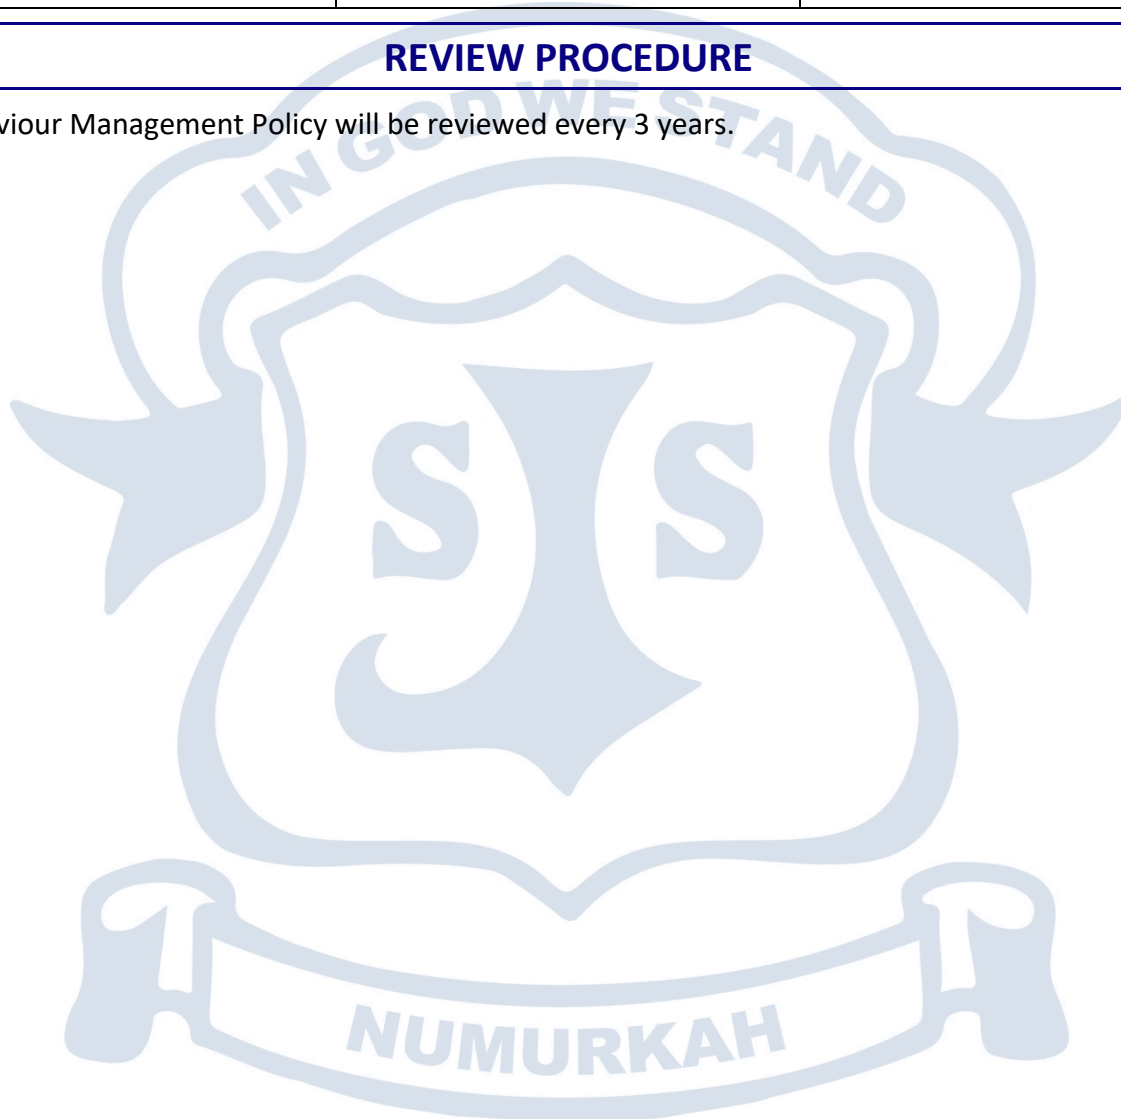 REVIEW PROCEDURE
viour Management Policy will be reviewed every 3 years.
IN GOD WE STAND
S J S
NUMURKAH